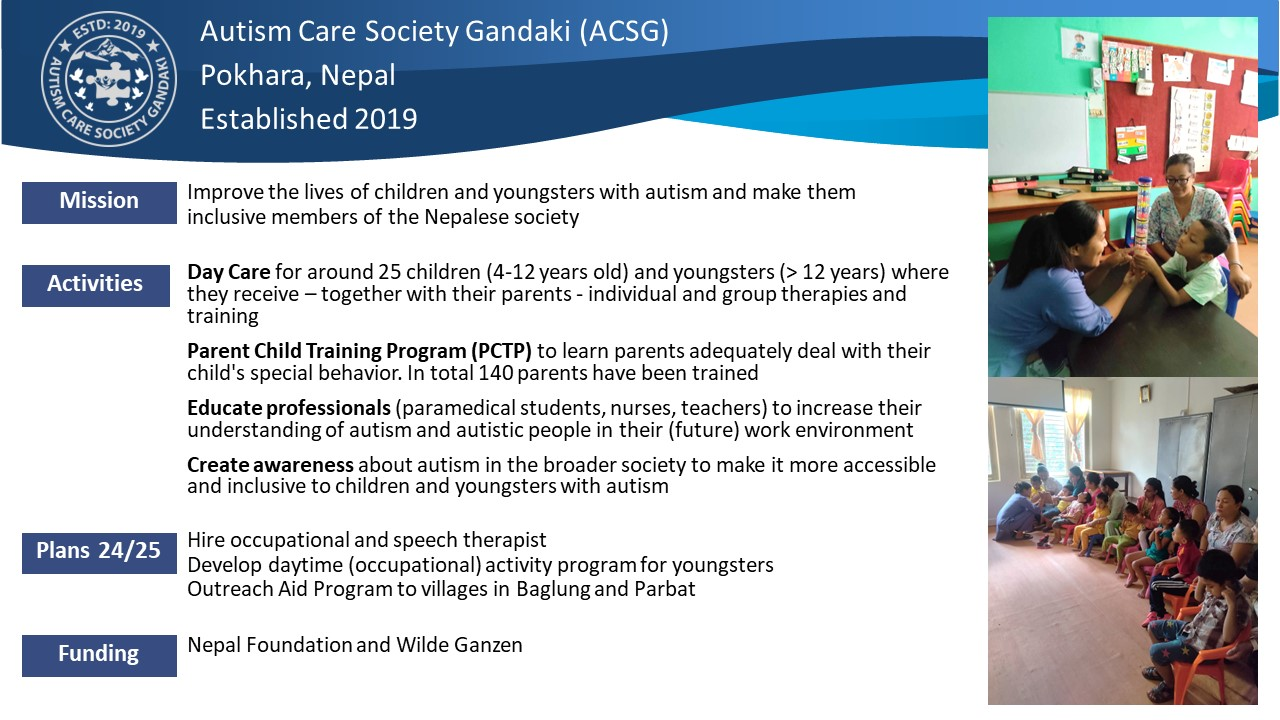 ESTD: 2019
AUTISM CARE SOCIETY GANDAKI
Autism Care Society Gandaki (ACSG)
Pokhara, Nepal
Established 2019
Mission
Improve the lives of children and youngsters with autism and make them
inclusive members of the Nepalese society
Activities
Day Care for around 25 children (4-12 years old) and youngsters (> 12 years) where
they receive – together with their parents - individual and group therapies and
training
Parent Child Training Program (PCTP) to learn parents adequately deal with their
child's special behavior. In total 140 parents have been trained
Educate professionals (paramedical students, nurses, teachers) to increase their
understanding of autism and autistic people in their (future) work environment
Create awareness about autism in the broader society to make it more accessible
and inclusive to children and youngsters with autism
Plans 24/25
Hire occupational and speech therapist
Develop daytime (occupational) activity program for youngsters
Outreach Aid Program to villages in Baglung and Parbat
Funding
Nepal Foundation and Wilde Ganzen